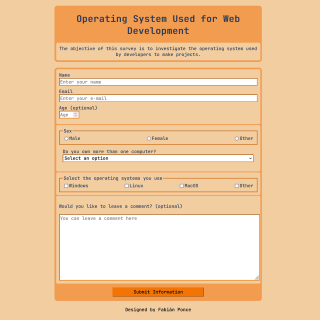 Operating System Used for Web
Development
The objective of this survey is to investigate the operating system used
by developers to make projects.
Name
Enter your name
Email
Enter your e-mail
Age (optional)
Age
Sex
Male Female Other
Do you own more than one computer?
Select an option
Select the operating systems you use
Windows Linux MacOS Other
Would you like to leave a comment? (optional)
You can leave a comment here
Submit Information
Designed by Fabián Ponce